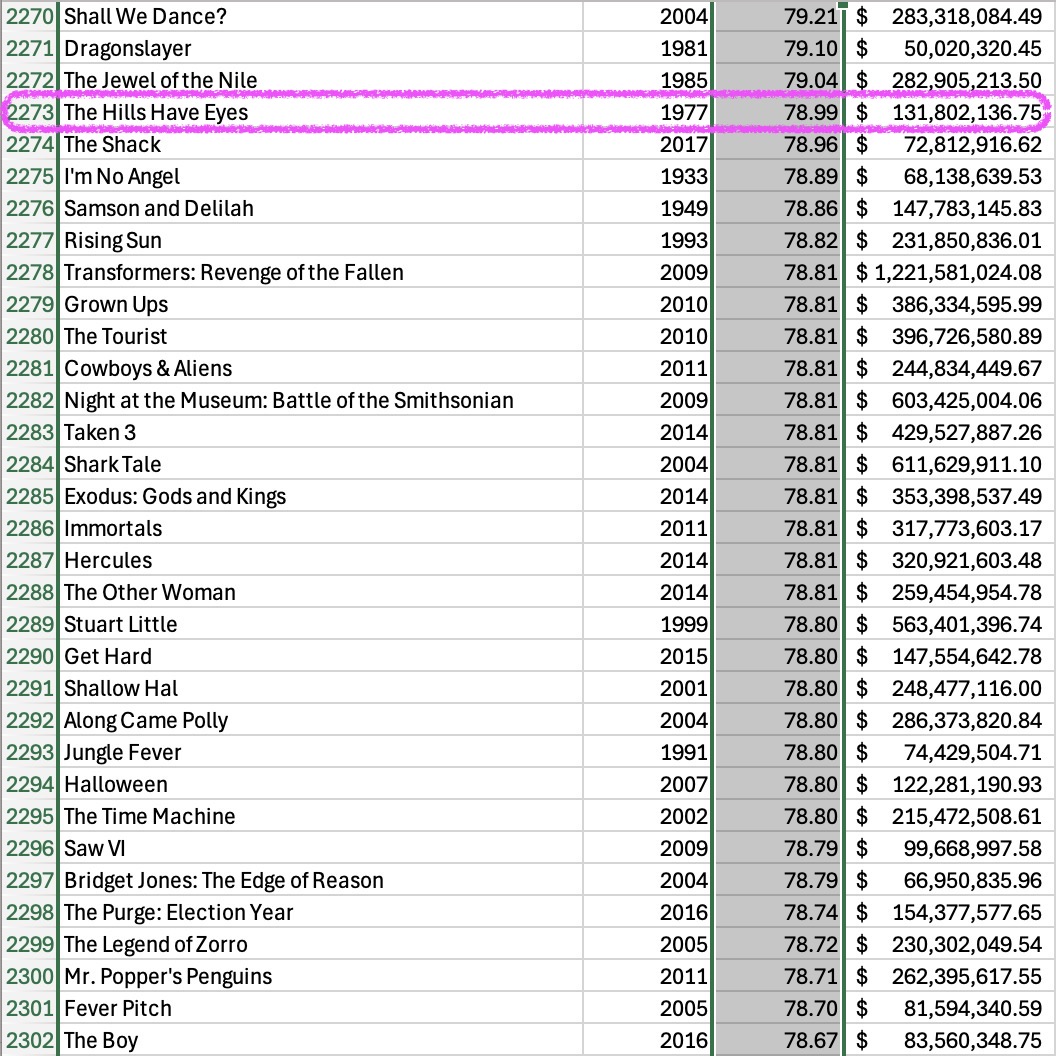 2270 Shall We Dance? 2004 79.21 $ 283,318,084.49
2271 Dragonslayer 1981 79.10 $ 50,020,320.45
2272 The Jewel of the Nile 1985 79.04 $ 282,905,213.50
2273 The Hills Have Eyes 1977 78.99 $ 131,802,136.75
2274 The Shack 2017 78.96 $ 72,812,916.62
2275 I'm No Angel 1933 78.89 $ 68,138,639.53
2276 Samson and Delilah 1949 78.86 $ 147,783,145.83
2277 Rising Sun 1993 78.82 $ 231,850,836.01
2278 Transformers: Revenge of the Fallen 2009 78.81 $ 1,221,581,024.08
2279 Grown Ups 2010 78.81 $ 386,334,595.99
2280 The Tourist 2010 78.81 $ 396,726,580.89
2281 Cowboys & Aliens 2011 78.81 $ 244,834,449.67
2282 Night at the Museum: Battle of the Smithsonian 2009 78.81 $ 603,425,004.06
2283 Taken 3 2014 78.81 $ 429,527,887.26
2284 Shark Tale 2004 78.81 $ 611,629,911.10
2285 Exodus: Gods and Kings 2014 78.81 $ 353,398,537.49
2286 Immortals 2011 78.81 $ 317,773,603.17
2287 Hercules 2014 78.81 $ 320,921,603.48
2288 The Other Woman 2014 78.81 $ 259,454,954.78
2289 Stuart Little 1999 78.80 $ 563,401,396.74
2290 Get Hard 2015 78.80 $ 147,554,642.78
2291 Shallow Hal 2001 78.80 $ 248,477,116.00
2292 Along Came Polly 2004 78.80 $ 286,373,820.84
2293 Jungle Fever 1991 78.80 $ 74,429,504.71
2294 Halloween 2007 78.80 $ 122,281,190.93
2295 The Time Machine 2002 78.80 $ 215,472,508.61
2296 Saw VI 2009 78.79 $ 99,668,997.58
2297 Bridget Jones: The Edge of Reason 2004 78.79 $ 66,950,835.96
2298 The Purge: Election Year 2016 78.74 $ 154,377,577.65
2299 The Legend of Zorro 2005 78.72 $ 230,302,049.54
2300 Mr. Popper's Penguins 2011 78.71 $ 262,395,617.55
2301 Fever Pitch 2005 78.70 $ 81,594,340.59
2302 The Boy 2016 78.67 $ 83,560,348.75